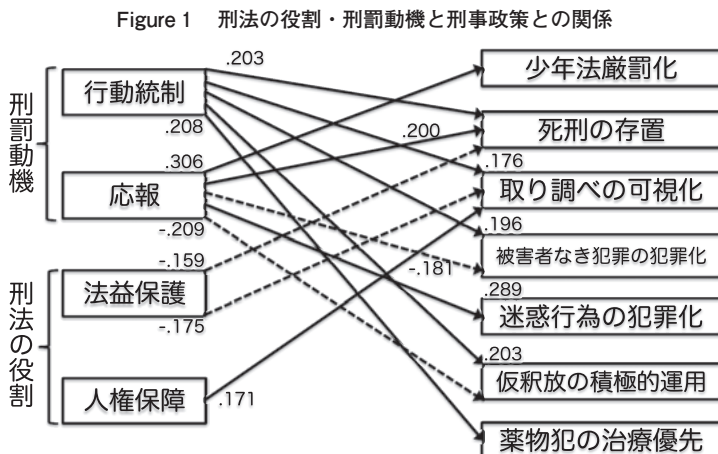 Figure 1 刑法の役割・刑罰動機と刑事政策との関係
刑罰動機
行動統制
応報
刑法の役割
法益保護
人権保障
.203
.208
.306
-.209
-.159
-.175
.171
.200
-.181
少年法厳罰化
死刑の存置
.176
取り調べの可視化
.196
被害者なき犯罪の犯罪化
.289
迷惑行為の犯罪化
.203
仮釈放の積極的運用
薬物犯の治療優先